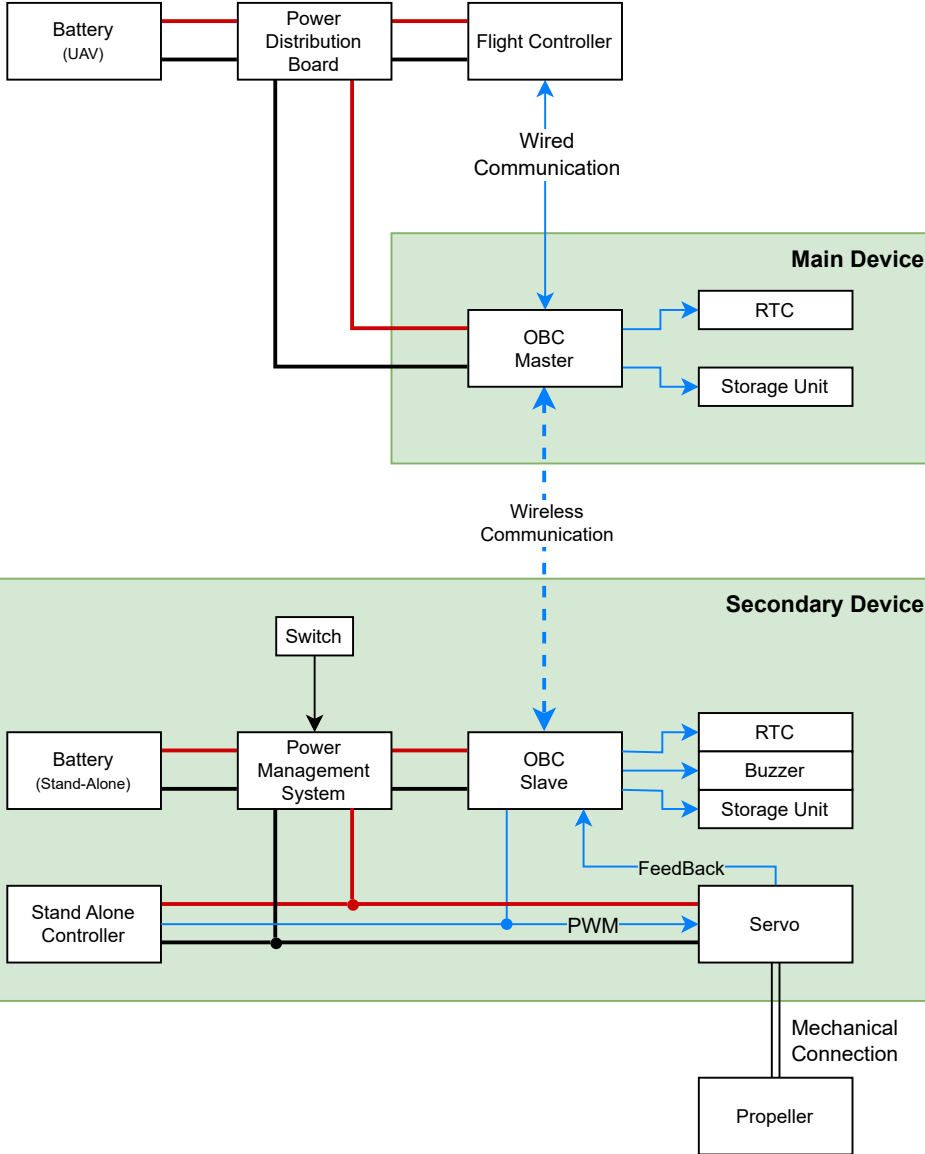 Battery
(UAV)
Power
Distribution
Board
Flight Controller
Wired
Communication
Main Device
OBC
Master
RTC
Storage Unit
Wireless
Communication
Secondary Device
Switch
Battery
(Stand-Alone)
Power
Management
System
OBC
Slave
RTC
Buzzer
Storage Unit
FeedBack
Stand Alone
Controller
PWM
Servo
Mechanical
Connection
Propeller